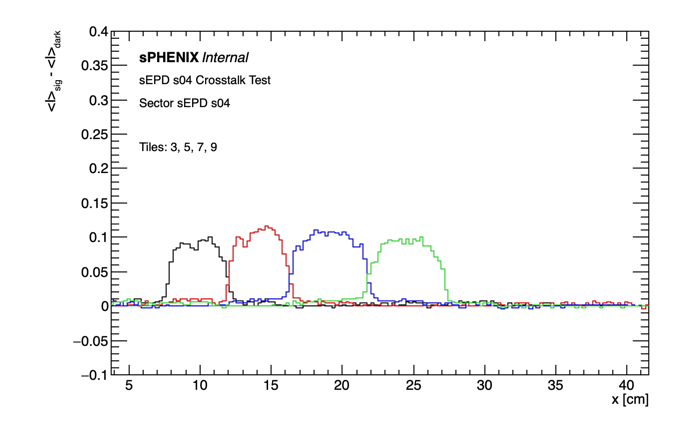 0.4
<I>sig - <I>dark
0.35
sPHENIX Internal
sEPD s04 Crosstalk Test
0.3
Sector sEPD s04
0.25
Tiles: 3, 5, 7, 9
0.2
0.15
0.1
0.05
0
−0.05
−0.1
5 10 15 20 25 30 35 40
x [cm]